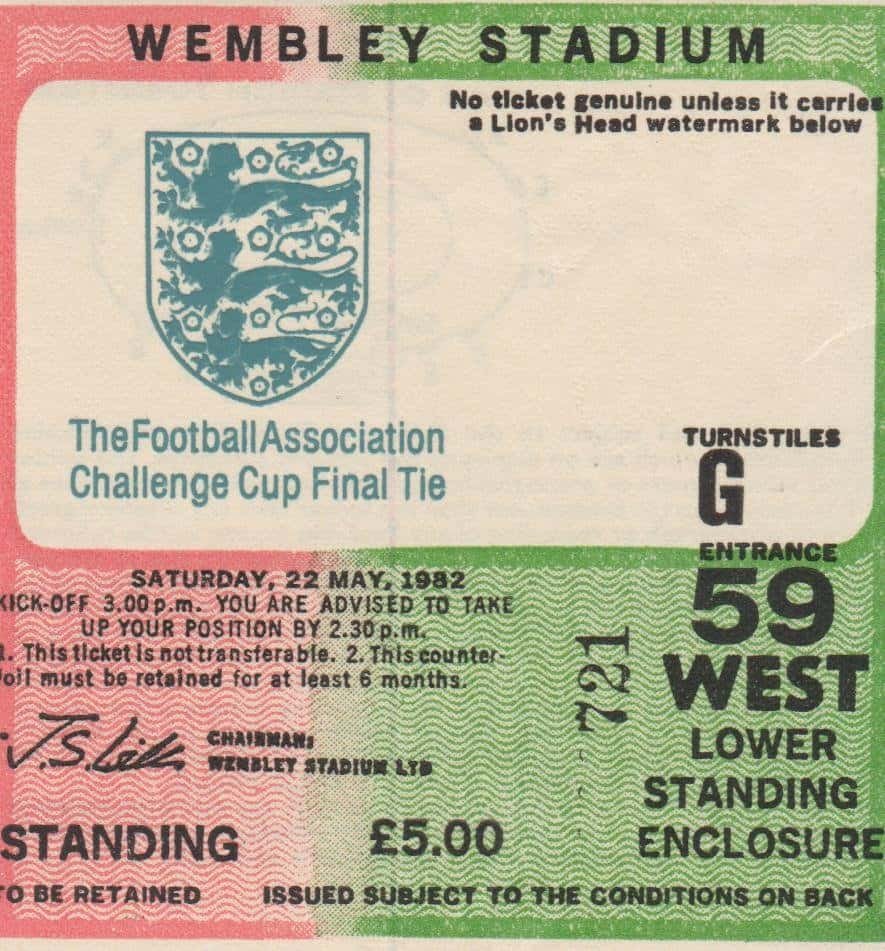 WEMBLEY STADIUM
No ticket genuine unless it carries
a Lion's Head watermark below
The Football Association
Challenge Cup Final Tie
TURNSTILES
G
ENTRANCE
59
WEST
LOWER
STANDING
ENCLOSURE
SATURDAY, 22 MAY, 1982
KICK-OFF 3.00 p.m. YOU ARE ADVISED TO TAKE
UP YOUR POSITION BY 2.30 p.m.
1. This ticket is not transferable. 2. This counter-
foil must be retained for at least 6 months.
721
CHAIRMAN:
WEMBLEY STADIUM LTD
STANDING
£5.00
TO BE RETAINED
ISSUED SUBJECT TO THE CONDITIONS ON BACK